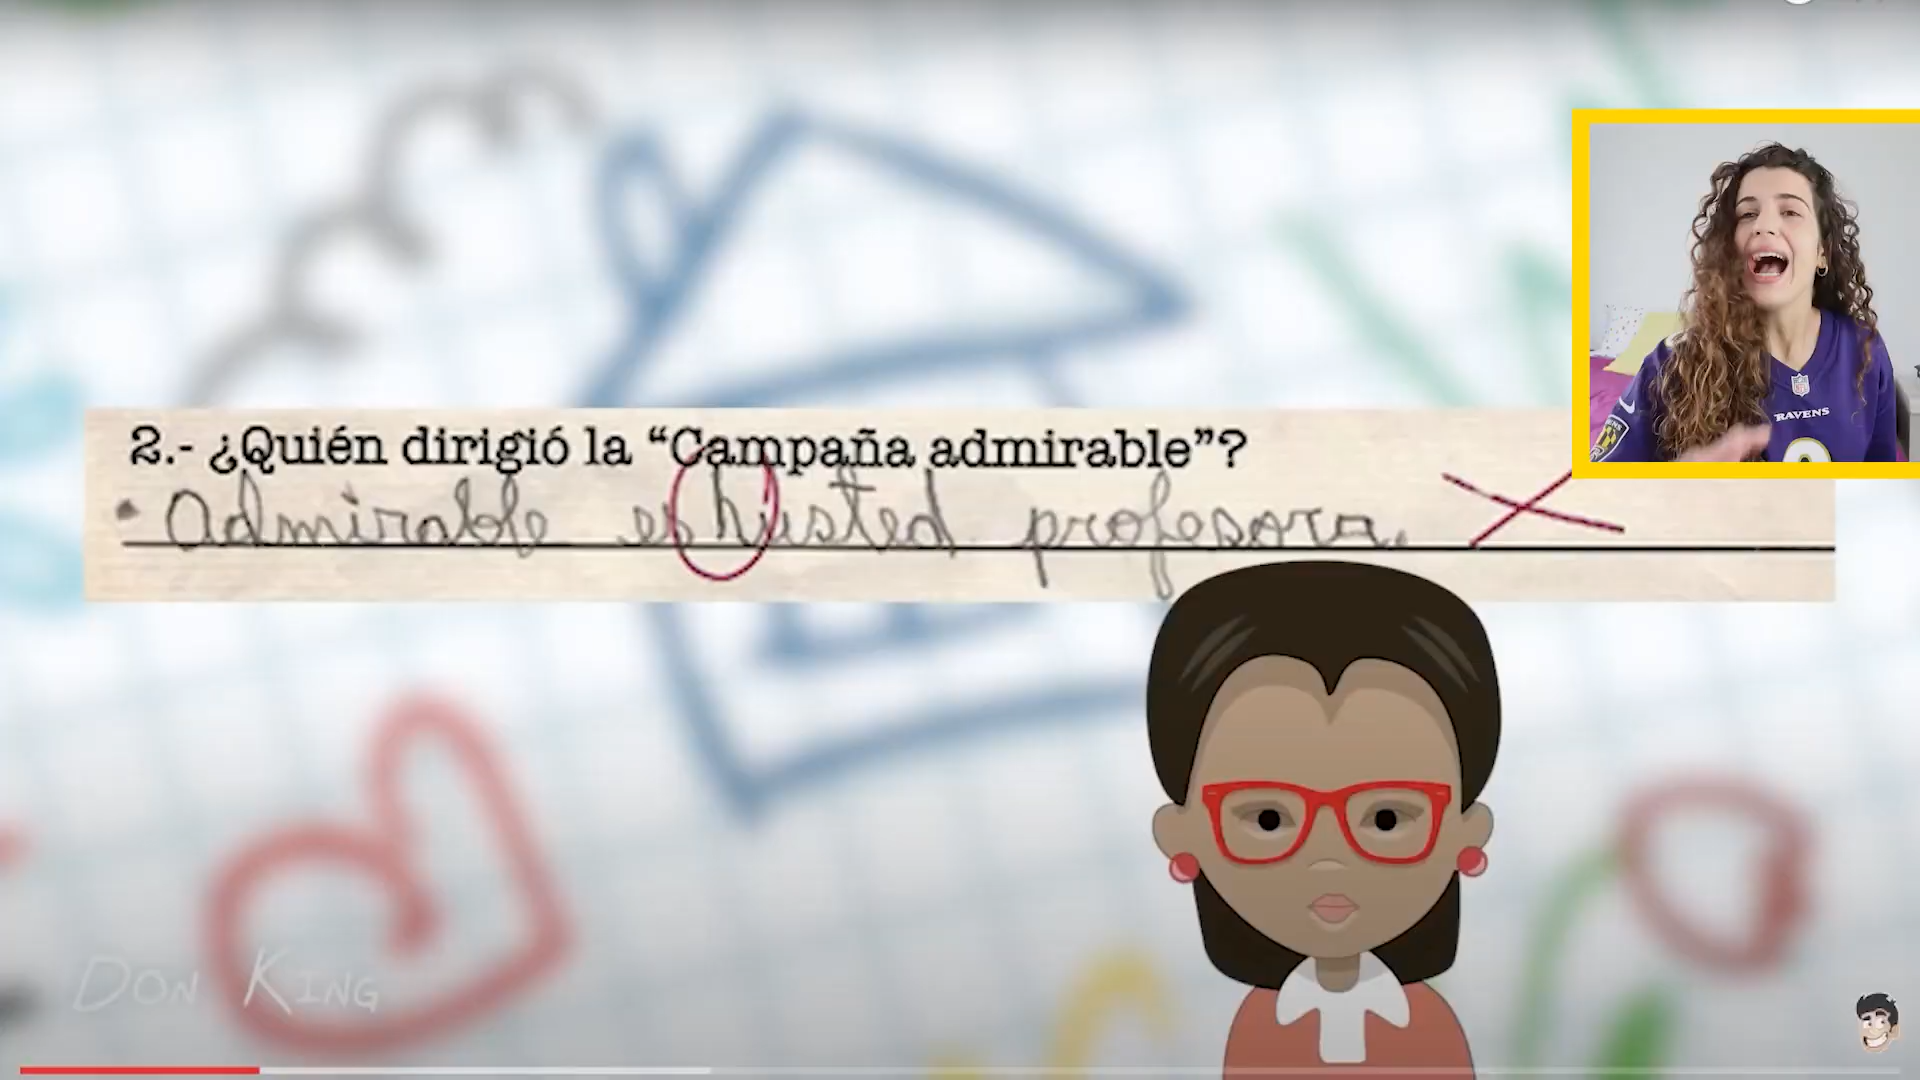 2.- ¿Quién dirigió la “Campaña admirable”?
• Admirable es husted profesora.
RAVENS
DON KING